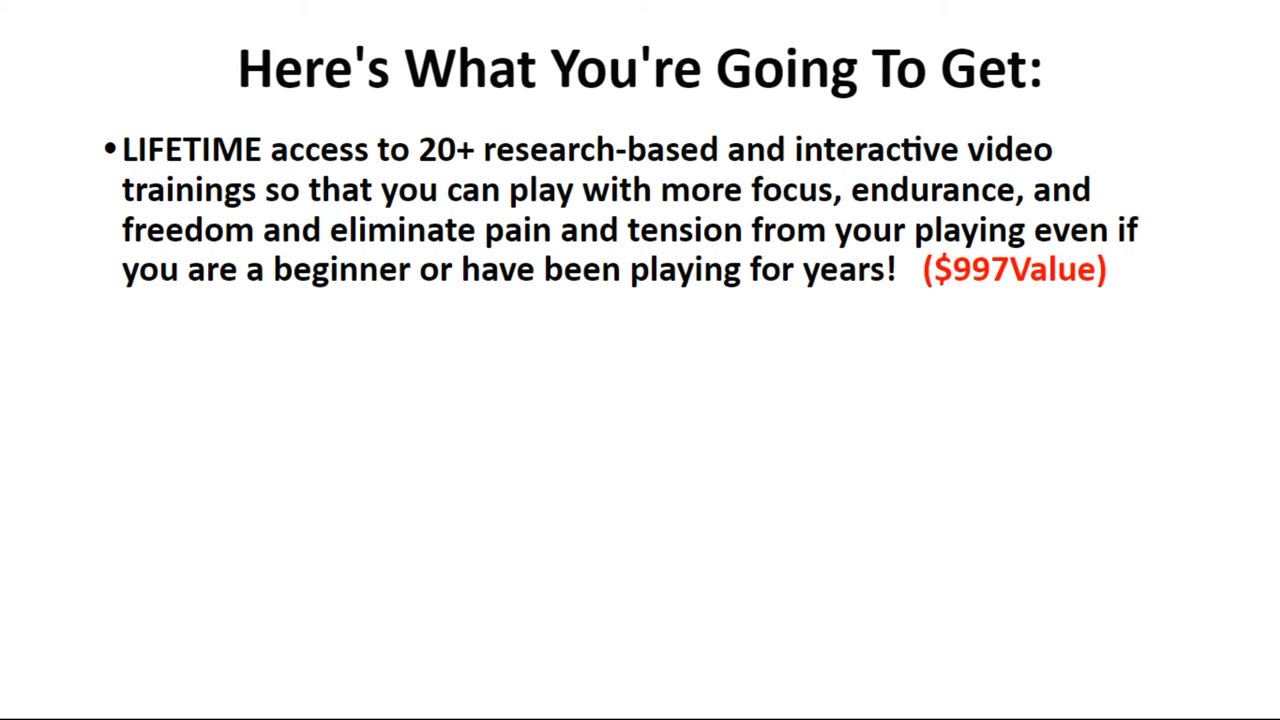 Here's What You're Going To Get:
•LIFETIME access to 20+ research-based and interactive video
trainings so that you can play with more focus, endurance, and
freedom and eliminate pain and tension from your playing even if
you are a beginner or have been playing for years! ($997Value)